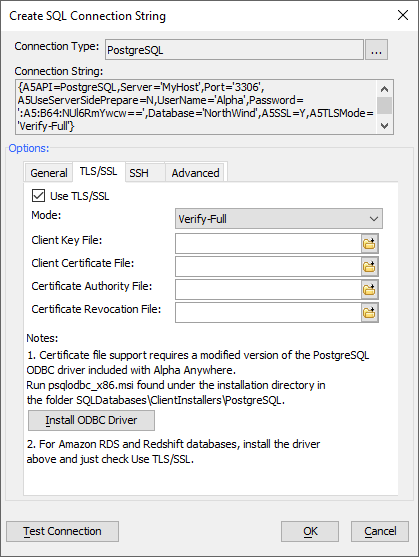 Create SQL Connection String
Connection Type: PostgreSQL ...
Connection String:
{A5API=PostgreSQL,Server='MyHost',Port='3306',
A5UseServerSidePrepare=N,UserName='Alpha',Password=
':A5:B64:NUl6RmYwcw==',Database='NorthWind',A5SSL=Y,A5TLSMode=
'Verify-Full'}
Options:
General TLS/SSL SSH Advanced
Use TLS/SSL
Mode: Verify-Full
Client Key File:
Client Certificate File:
Certificate Authority File:
Certificate Revocation File:
Notes:
1. Certificate file support requires a modified version of the PostgreSQL
ODBC driver included with Alpha Anywhere.
Run psqlodbc_x86.msi found under the installation directory in
the folder SQLDatabases\ClientInstallers\PostgreSQL.
Install ODBC Driver
2. For Amazon RDS and Redshift databases, install the driver
above and just check Use TLS/SSL.
Test Connection OK Cancel